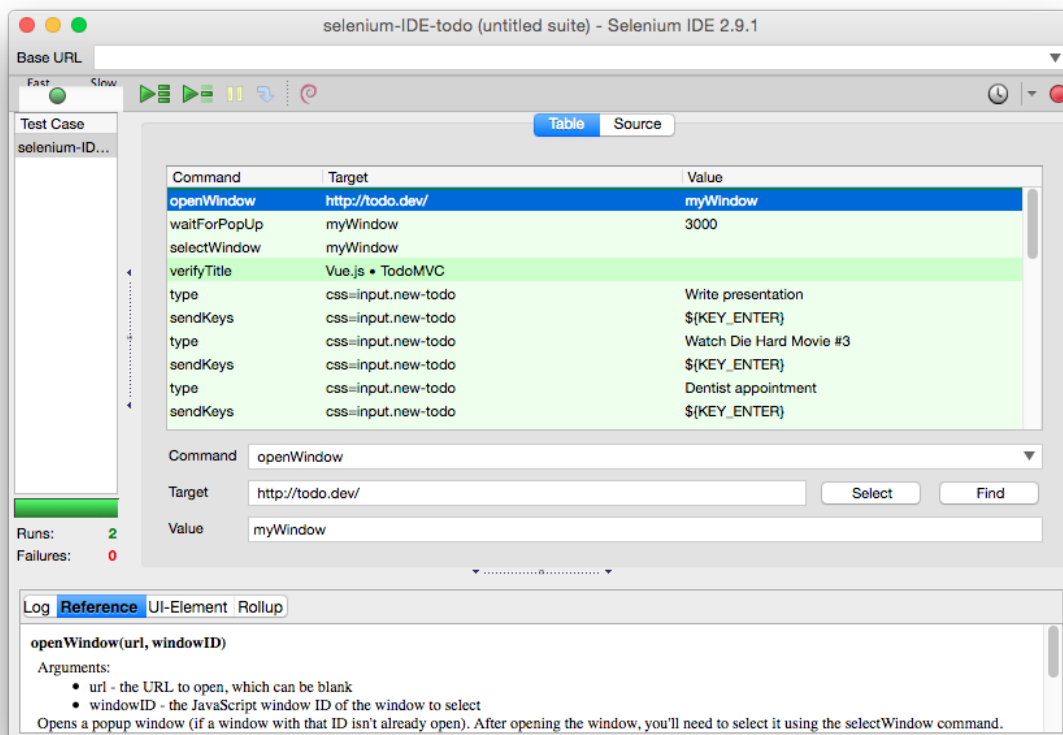 selenium-IDE-todo (untitled suite) - Selenium IDE 2.9.1
Base URL
Fast Slow
Table Source
Test Case
selenium-ID...
Command Target Value
openWindow http://todo.dev/ myWindow
waitForPopUp myWindow 3000
selectWindow myWindow
verifyTitle Vue.js • TodoMVC
type css=input.new-todo Write presentation
sendKeys css=input.new-todo ${KEY_ENTER}
type css=input.new-todo Watch Die Hard Movie #3
sendKeys css=input.new-todo ${KEY_ENTER}
type css=input.new-todo Dentist appointment
sendKeys css=input.new-todo ${KEY_ENTER}
Command openWindow
Target http://todo.dev/ Select Find
Value myWindow
Runs: 2
Failures: 0
Log Reference UI-Element Rollup
openWindow(url, windowID)
Arguments:
• url - the URL to open, which can be blank
• windowID - the JavaScript window ID of the window to select
Opens a popup window (if a window with that ID isn't already open). After opening the window, you'll need to select it using the selectWindow command.